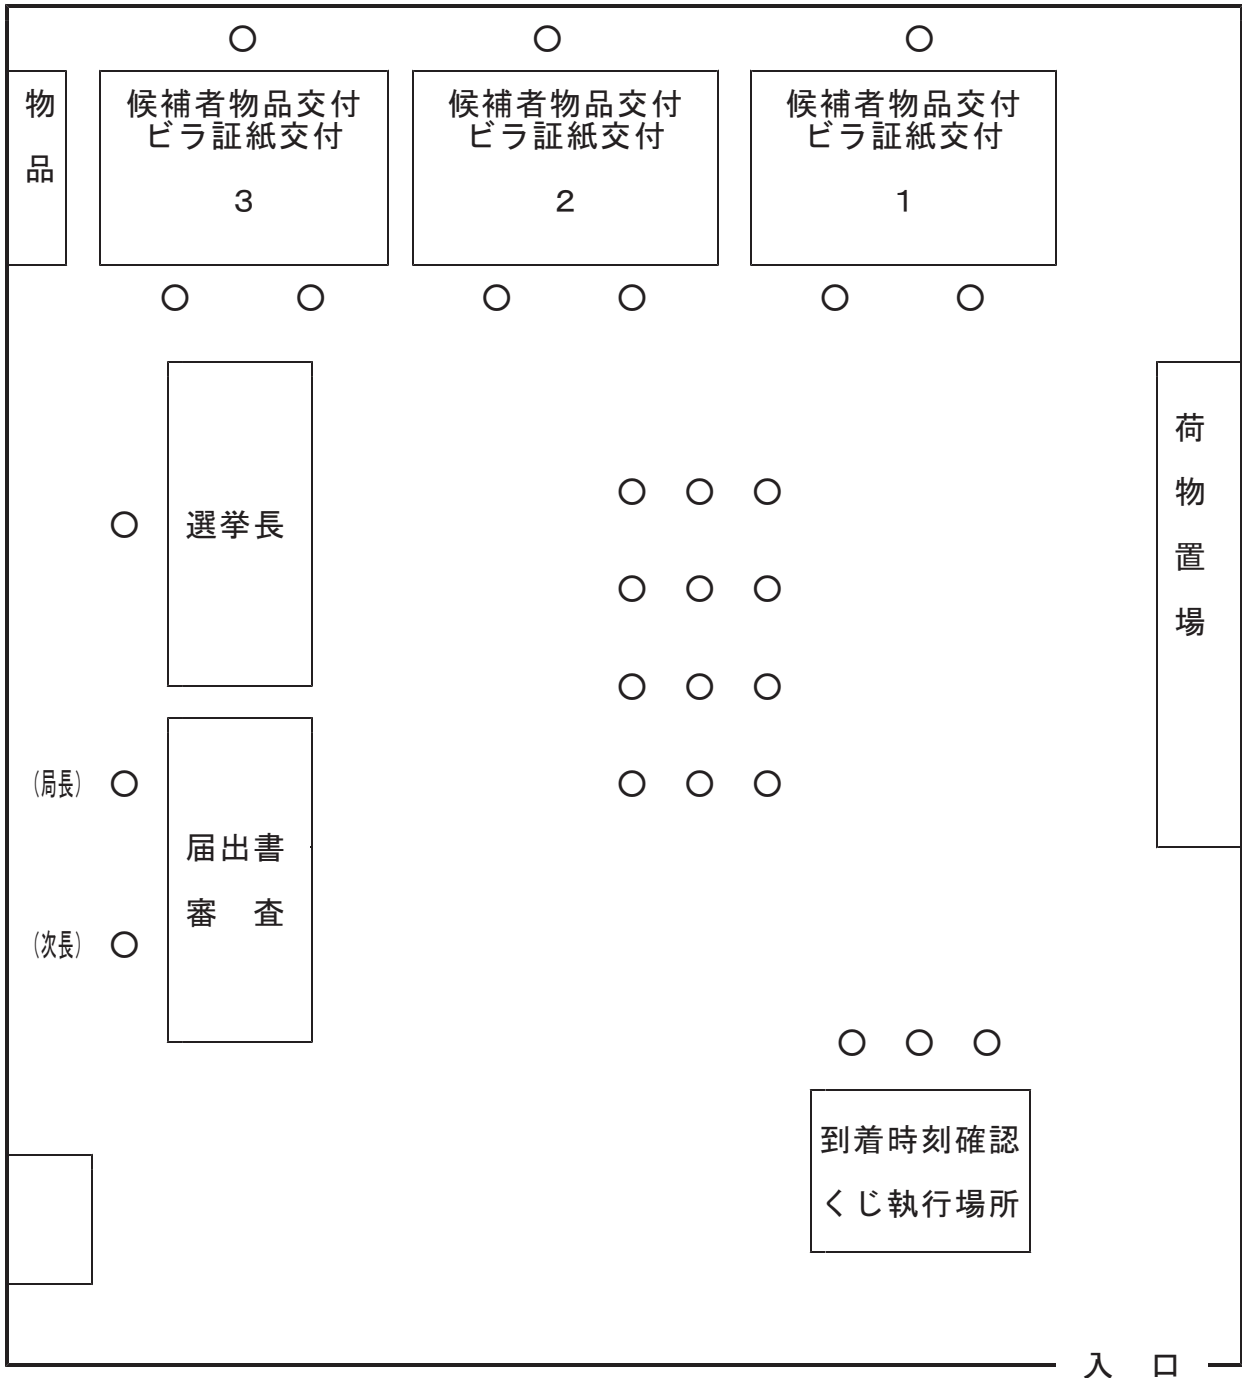 物
品
候補者物品交付
ビラ証紙交付
3
候補者物品交付
ビラ証紙交付
2
候補者物品交付
ビラ証紙交付
1
選挙長
荷
物
置
場
(局長)
届出書
審　査
(次長)
到着時刻確認
くじ執行場所
入　口